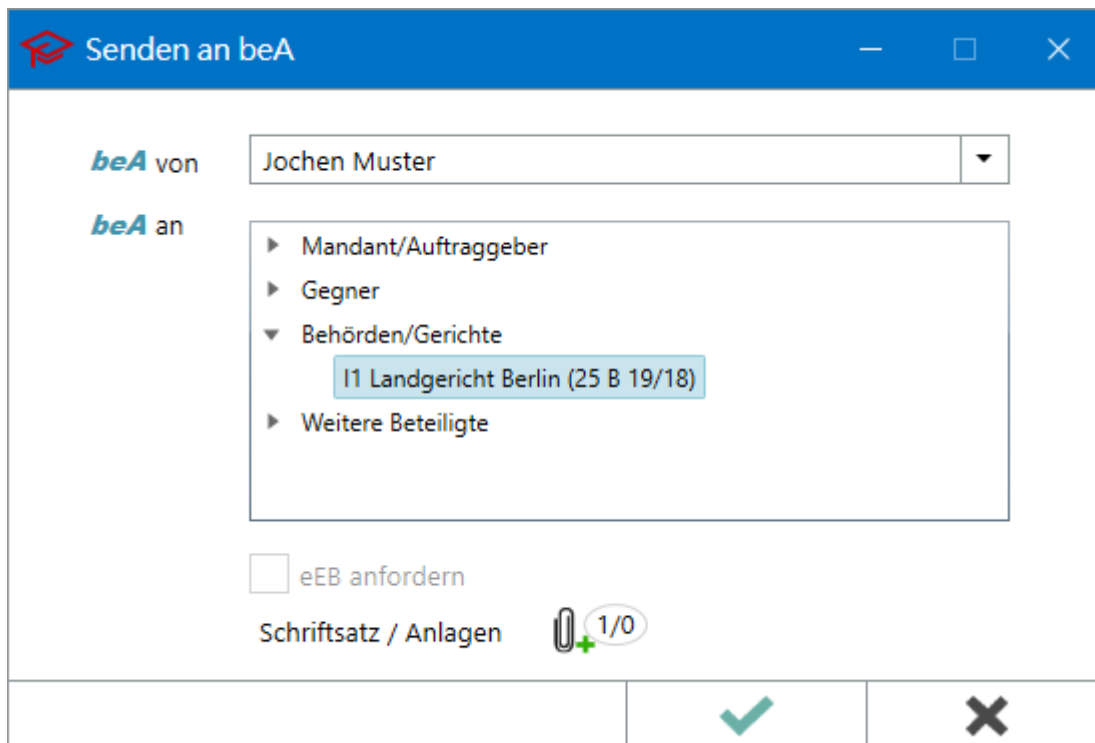 Senden an beA
beA von Jochen Muster
beA an
Mandant/Auftraggeber
Gegner
Behörden/Gerichte
I1 Landgericht Berlin (25 B 19/18)
Weitere Beteiligte
eEB anfordern
Schriftsatz / Anlagen 1/0